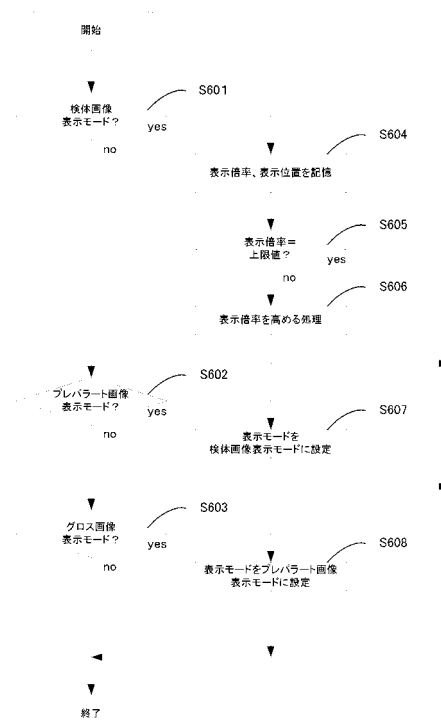 開始
S601
検体画像
表示モード？
yes
no
S604
表示倍率、表示位置を記憶
S605
表示倍率＝
上限値？
yes
no
S606
表示倍率を高める処理
S602
プレパラート画像
表示モード？
yes
no
S607
表示モードを
検体画像表示モードに設定
S603
グロス画像
表示モード？
yes
no
S608
表示モードをプレパラート画像
表示モードに設定
終了